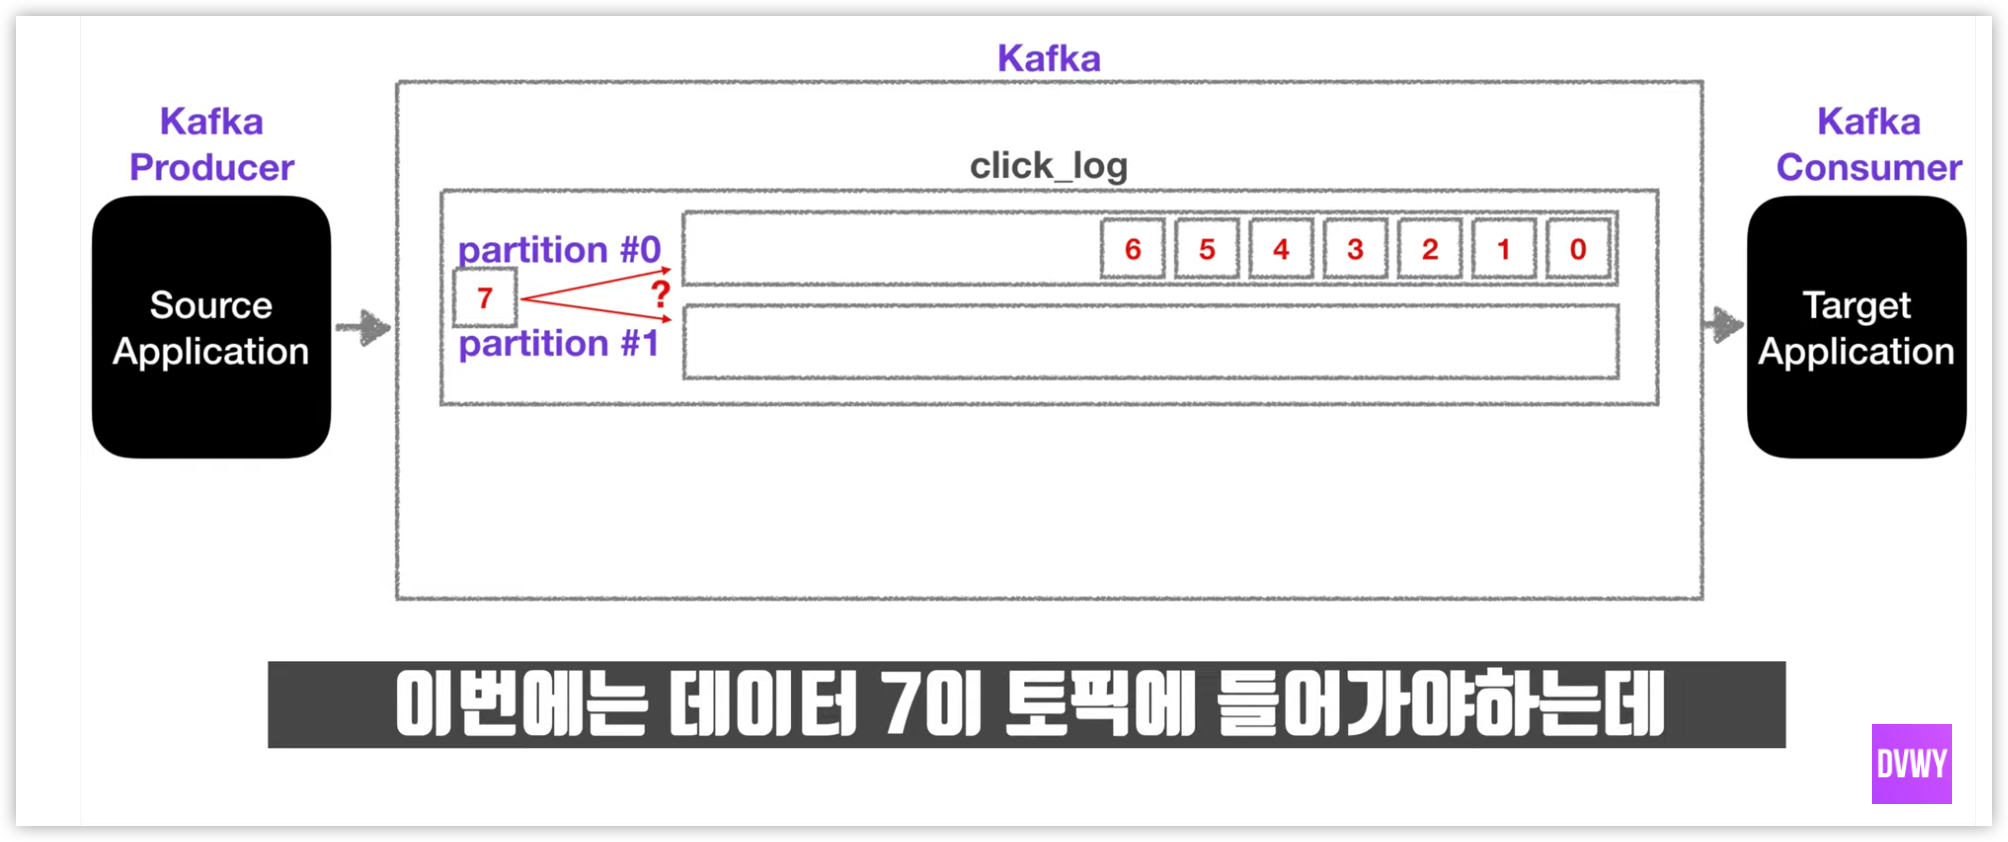 Kafka
Kafka
Producer
Kafka
Consumer
click_log
partition #0
6 5 4 3 2 1 0
7
?
partition #1
Source
Application
Target
Application
이번에는 데이터 7이 토픽에 들어가야하는데
DVWY